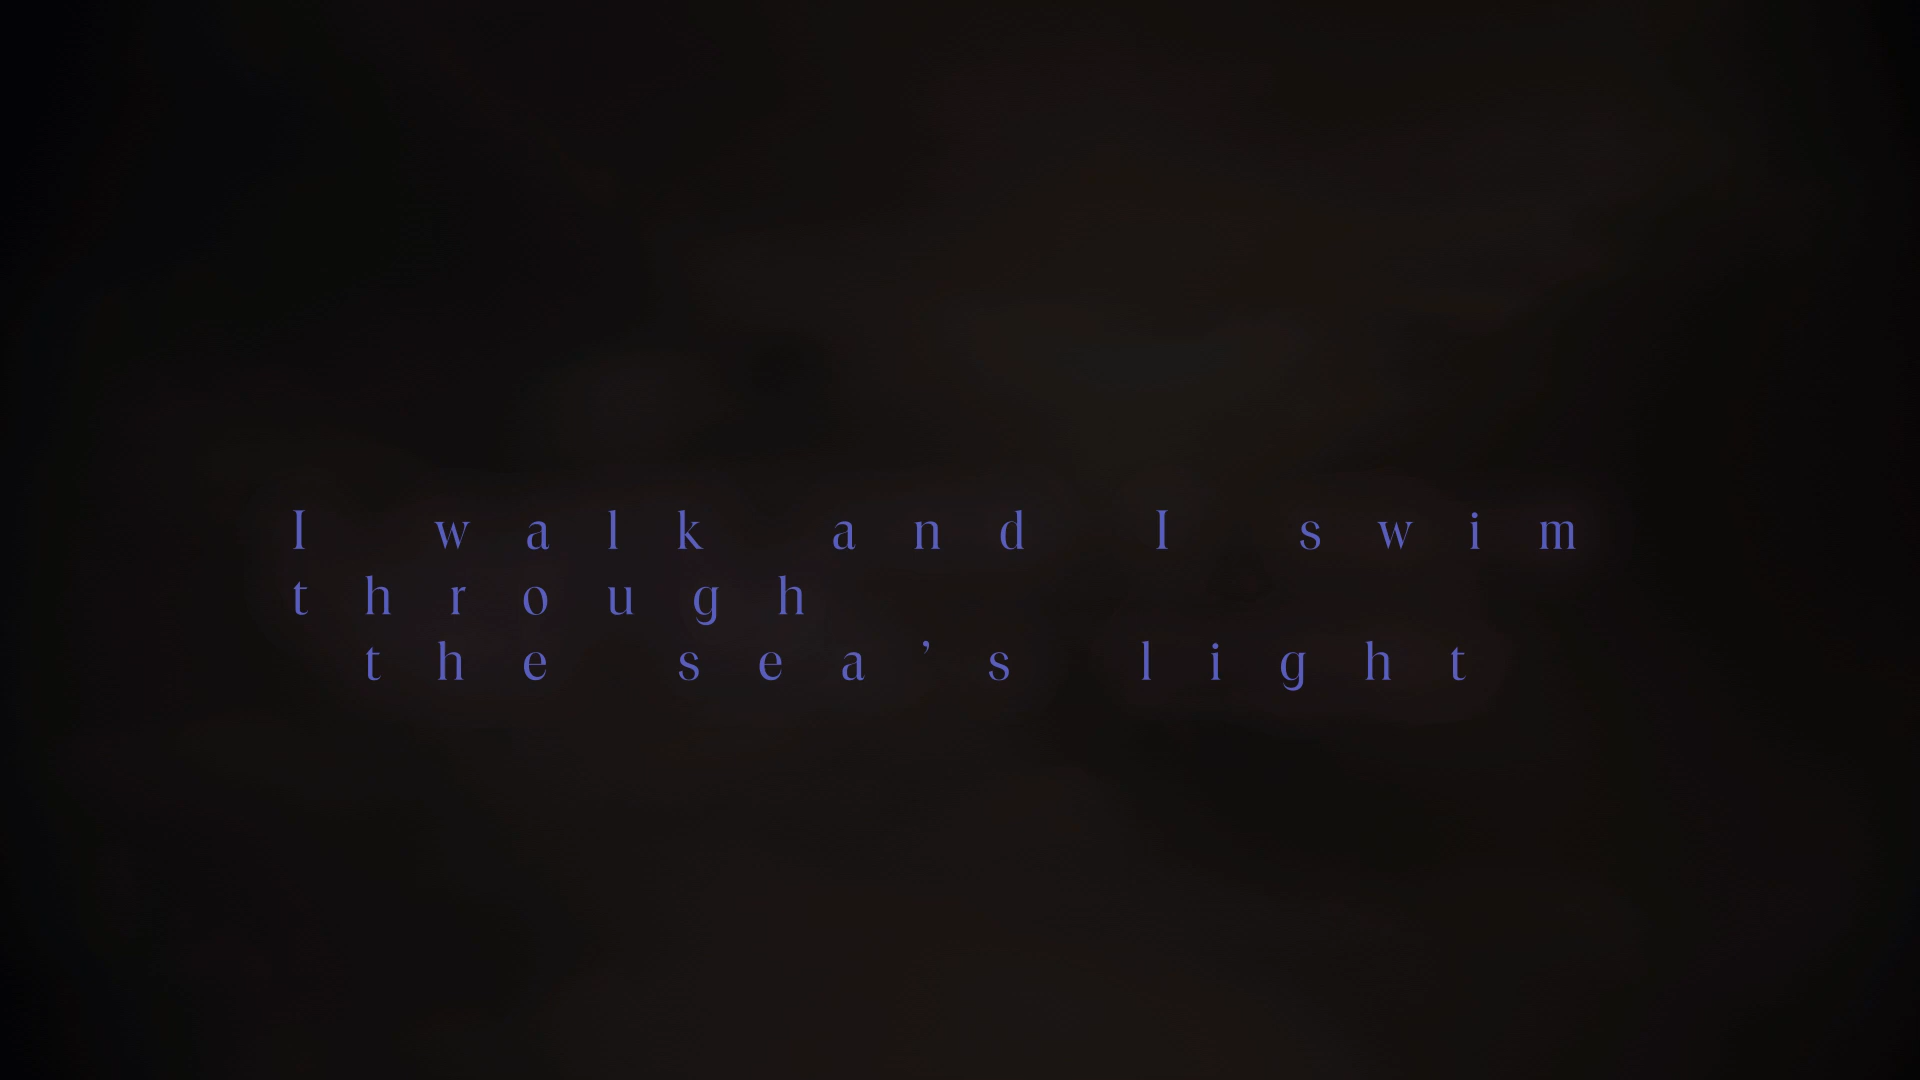 I walk and I swim
through
the sea’s light